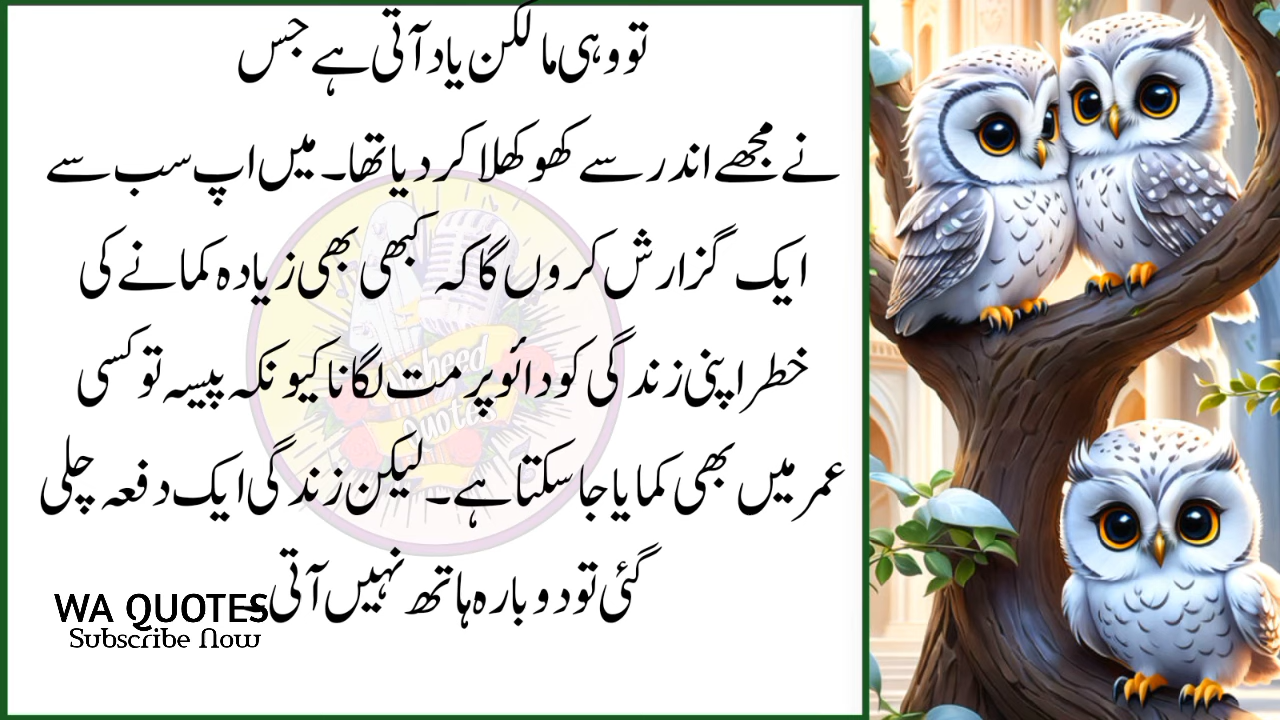 تو وہی مالکن یاد آتی ہے جس
نے مجھے اندر سے کھوکھلا کر دیا تھا۔ میں اپ سب سے
ایک گزارش کروں گا کہ کبھی بھی زیادہ کمانے کی
خطر اپنی زندگی کو دائو پر مت لگانا کیونکہ پیسہ تو کسی
عمر میں بھی کمایا جا سکتا ہے۔ لیکن زندگی ایک دفعہ چلی
گئی تو دوبارہ ہاتھ نہیں آتی۔
WA QUOTES
Subscribe Now
Quotes